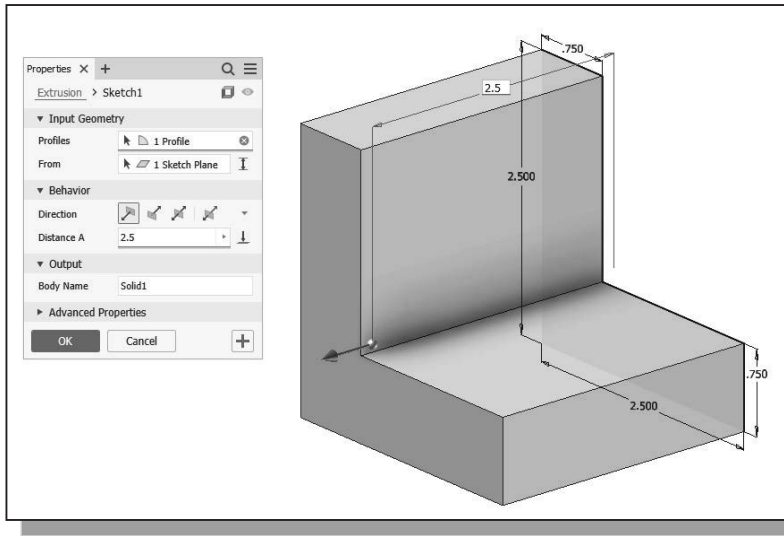 Properties × +
Extrusion > Sketch1
▼ Input Geometry
Profiles 1 Profile
From 1 Sketch Plane
▼ Behavior
Direction
Distance A 2.5
▼ Output
Body Name Solid1
▶ Advanced Properties
OK Cancel +
.750
2.5
2.500
.750
2.500